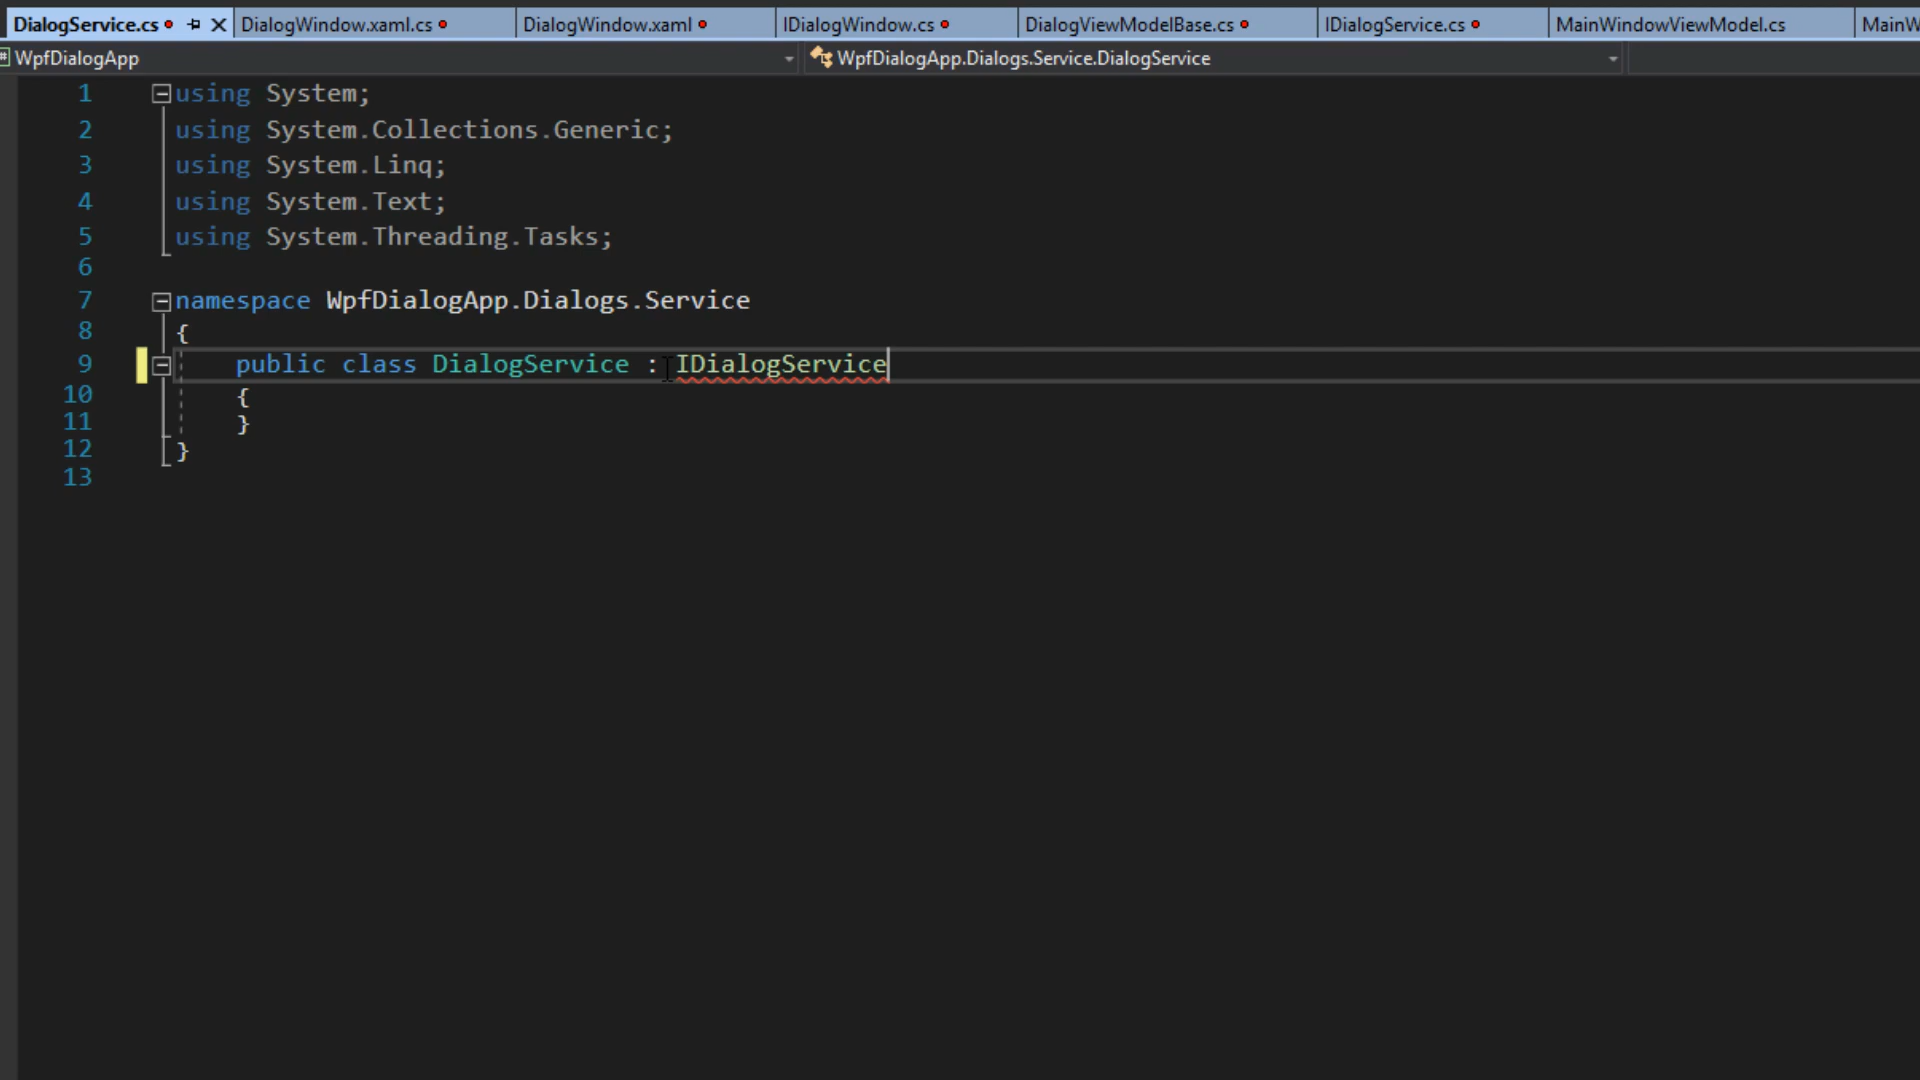 DialogService.cs DialogWindow.xaml.cs DialogWindow.xaml IDialogWindow.cs DialogViewModelBase.cs IDialogService.cs MainWindowViewModel.cs MainW
WpfDialogApp WpfDialogApp.Dialogs.Service.DialogService
1 using System;
2 using System.Collections.Generic;
3 using System.Linq;
4 using System.Text;
5 using System.Threading.Tasks;
6
7 namespace WpfDialogApp.Dialogs.Service
8 {
9 public class DialogService : IDialogService
10 {
11 }
12 }
13